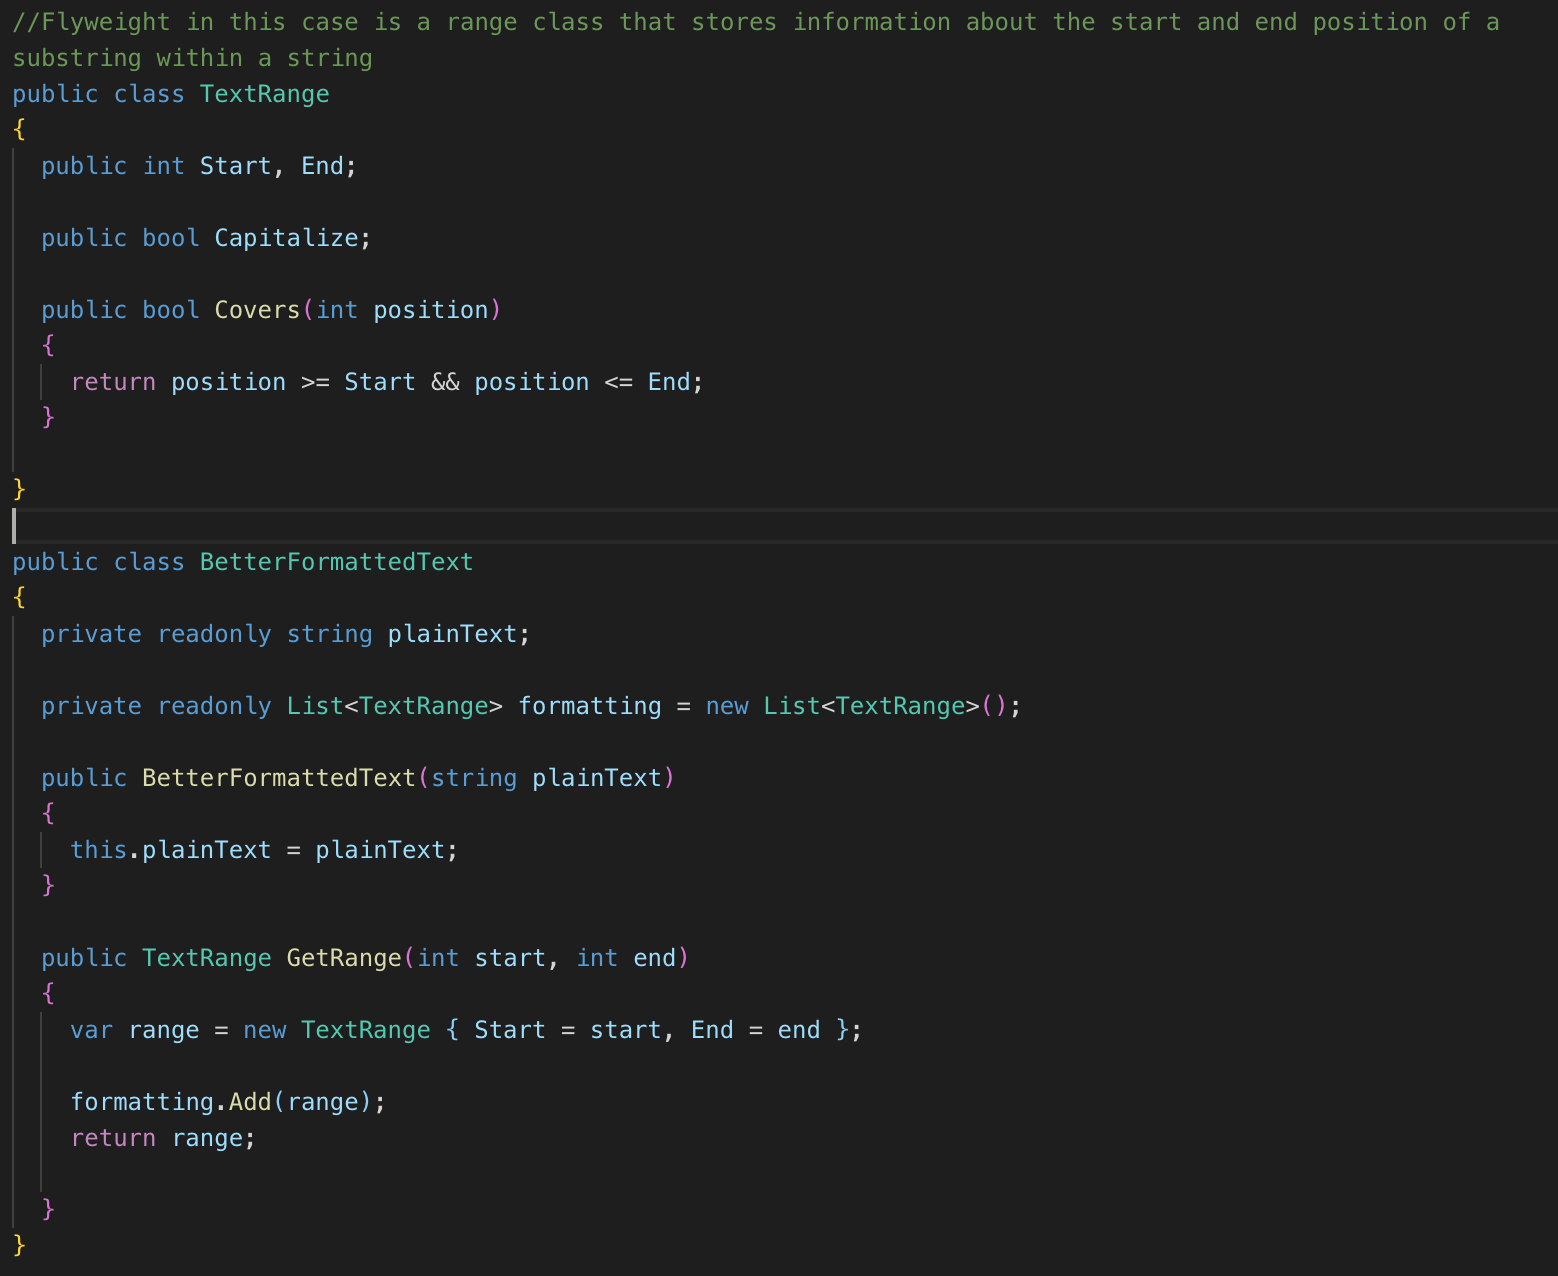 //Flyweight in this case is a range class that stores information about the start and end position of a
substring within a string
public class TextRange
{
  public int Start, End;

  public bool Capitalize;

  public bool Covers(int position)
  {
    return position >= Start && position <= End;
  }

}

public class BetterFormattedText
{
  private readonly string plainText;

  private readonly List<TextRange> formatting = new List<TextRange>();

  public BetterFormattedText(string plainText)
  {
    this.plainText = plainText;
  }

  public TextRange GetRange(int start, int end)
  {
    var range = new TextRange { Start = start, End = end };

    formatting.Add(range);
    return range;

  }
}